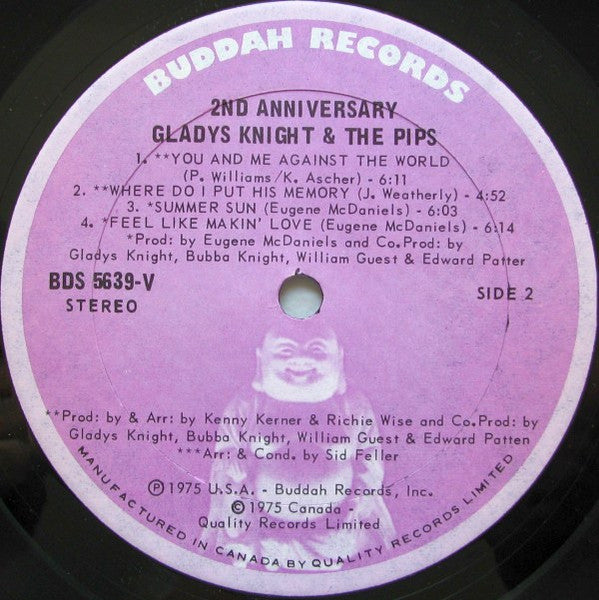 BUDDAH RECORDS
2ND ANNIVERSARY
GLADYS KNIGHT & THE PIPS
1. **YOU AND ME AGAINST THE WORLD
(P. Williams/K. Ascher) - 6:11
2. **WHERE DO I PUT HIS MEMORY (J. Weatherly) - 4:52
3. *SUMMER SUN (Eugene McDaniels) - 6:03
4. *FEEL LIKE MAKIN' LOVE (Eugene McDaniels) - 6:14
*Prod: by Eugene McDaniels and Co.Prod: by
Gladys Knight, Bubba Knight, William Guest & Edward Patter
BDS 5639-V
STEREO
SIDE 2
**Prod: by & Arr: by Kenny Kerner & Richie Wise and Co.Prod: by
Gladys Knight, Bubba Knight, William Guest & Edward Patten
***Arr: & Cond. by Sid Feller
℗ 1975 U.S.A. - Buddah Records, Inc.
© 1975 Canada -
Quality Records Limited
MANUFACTURED IN CANADA BY QUALITY RECORDS LIMITED